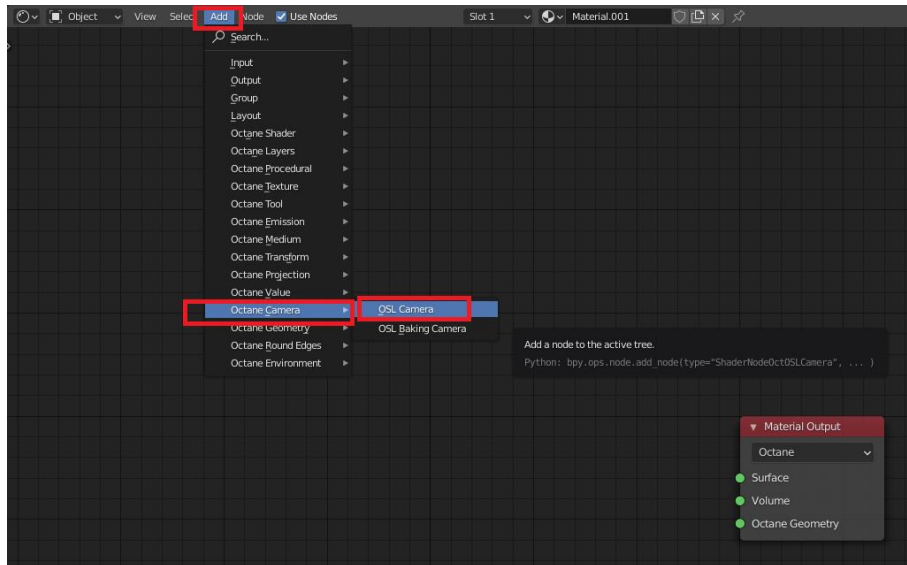 Object View Selec Add Node Use Nodes Slot 1 Material.001
Search...
Input
Output
Group
Layout
Octane Shader
Octane Layers
Octane Procedural
Octane Texture
Octane Tool
Octane Emission
Octane Medium
Octane Transform
Octane Projection
Octane Value
Octane Camera
OSL Camera
Octane Geometry
OSL Baking Camera
Octane Round Edges
Octane Environment
Add a node to the active tree.
Python: bpy.ops.node.add_node(type="ShaderNodeOctOSLCamera", ... )
Material Output
Octane
Surface
Volume
Octane Geometry